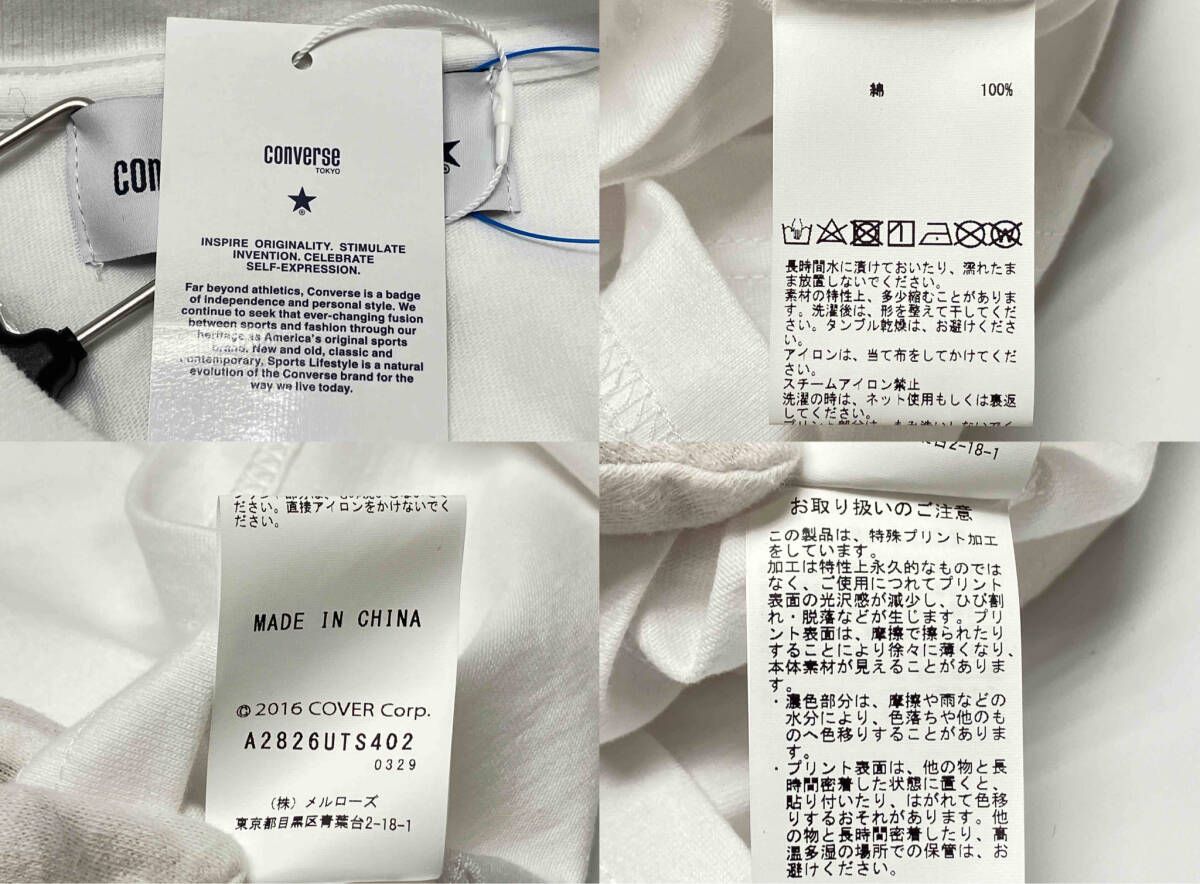 CON
converse
TOKYO
INSPIRE ORIGINALITY. STIMULATE
INVENTION. CELEBRATE
SELF-EXPRESSION.
Far beyond athletics, Converse is a badge
of independence and personal style. We
continue to seek that ever-changing fusion
between sports and fashion through our
heritage as America's original sports
brand. New and old, classic and
contemporary, Sports Lifestyle is a natural
evolution of the Converse brand for the
way we live today.
綿 100%
長時間水に漬けておいたり、濡れたま
ま放置しないでください。
素材の特性上、多少縮むことがありま
す。洗濯後は、形を整えて干してくだ
さい。タンブル乾燥は、お避けくださ
い。
アイロンは、当て布をしてかけてくだ
さい。
スチームアイロン禁止
洗濯の時は、ネット使用もしくは裏返
してください。
プリント部分は、もみ洗いしないでく
ださい。直接アイロンをかけないでく
ださい。
MADE IN CHINA
© 2016 COVER Corp.
A2826UTS402
0329
(株) メルローズ
東京都目黒区青葉台2-18-1
2-18-1
お取り扱いのご注意
この製品は、特殊プリント加工
をしています。
加工は特性上永久的なものでは
なく、ご使用につれてプリント
表面の光沢感が減少し、ひび割
れ・脱落などが生じます。プリ
ント表面は、摩擦で擦られたり
することにより徐々に薄くなり、
本体素材が見えることがありま
す。
・濃色部分は、摩擦や雨などの
水分により、色落ちや他のも
のへ色移りすることがありま
す。
・プリント表面は、他の物と長
時間密着した状態に置くと、
貼り付いたり、はがれて色移
りするおそれがあります。他
の物と長時間密着したり、高
温多湿の場所での保管は、お
避けください。